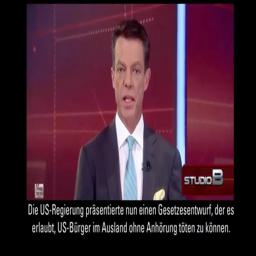 STUDIO B
Die US-Regierung präsentierte nun einen Gesetzesentwurf, der es
erlaubt, US-Bürger im Ausland ohne Anhörung töten zu können.